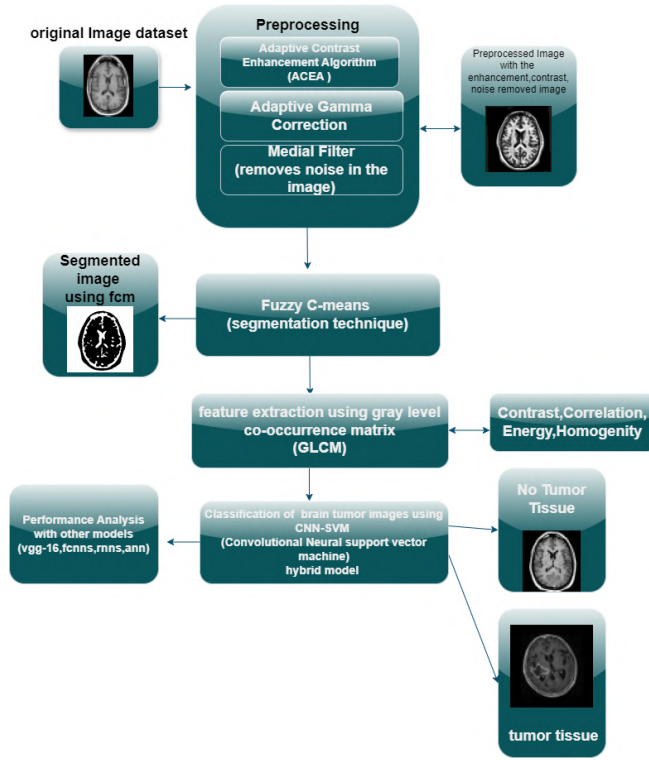 original Image dataset
Preprocessing
Adaptive Contrast
Enhancement Algorithm
(ACEA )
Adaptive Gamma
Correction
Medial Filter
(removes noise in the
image)
Preprocessed Image
with the
enhancement,contrast,
noise removed image
Segmented
image
using fcm
Fuzzy C-means
(segmentation technique)
feature extraction using gray level
co-occurrence matrix
(GLCM)
Contrast,Correlation,
Energy,Homogenity
Performance Analysis
with other models
(vgg-16,fcnns,rnns,ann)
Classification of brain tumor images using
CNN-SVM
(Convolutional Neural support vector
machine)
hybrid model
No Tumor
Tissue
tumor tissue